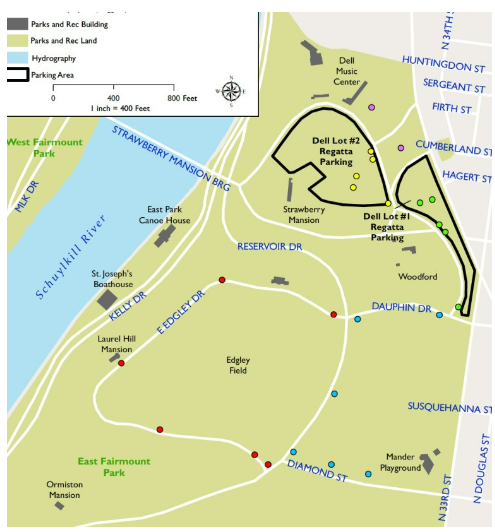 Parks and Rec Building
Parks and Rec Land
Hydrography
Parking Area
0 400 800 Feet
1 inch = 400 Feet
N
W E
S
N 34TH S
HUNTINGDON ST
SERGEANT ST
FIRTH ST
CUMBERLAND ST
HAGERT ST
Dell
Music
Center
Dell Lot #2
Regatta
Parking
Dell Lot #1
Regatta
Parking
West Fairmount
Park
MLK DR
STRAWBERRY MANSION BRG
Schuylkill River
East Park
Canoe House
Strawberry
Mansion
RESERVOIR DR
Woodford
St. Joseph's
Boathouse
KELLY DR
E EDGLEY DR
DAUPHIN DR
Laurel Hill
Mansion
Edgley
Field
SUSQUEHANNA ST
East Fairmount
Park
DIAMOND ST
Mander
Playground
Ormiston
Mansion
N 33RD ST
N DOUGLAS ST